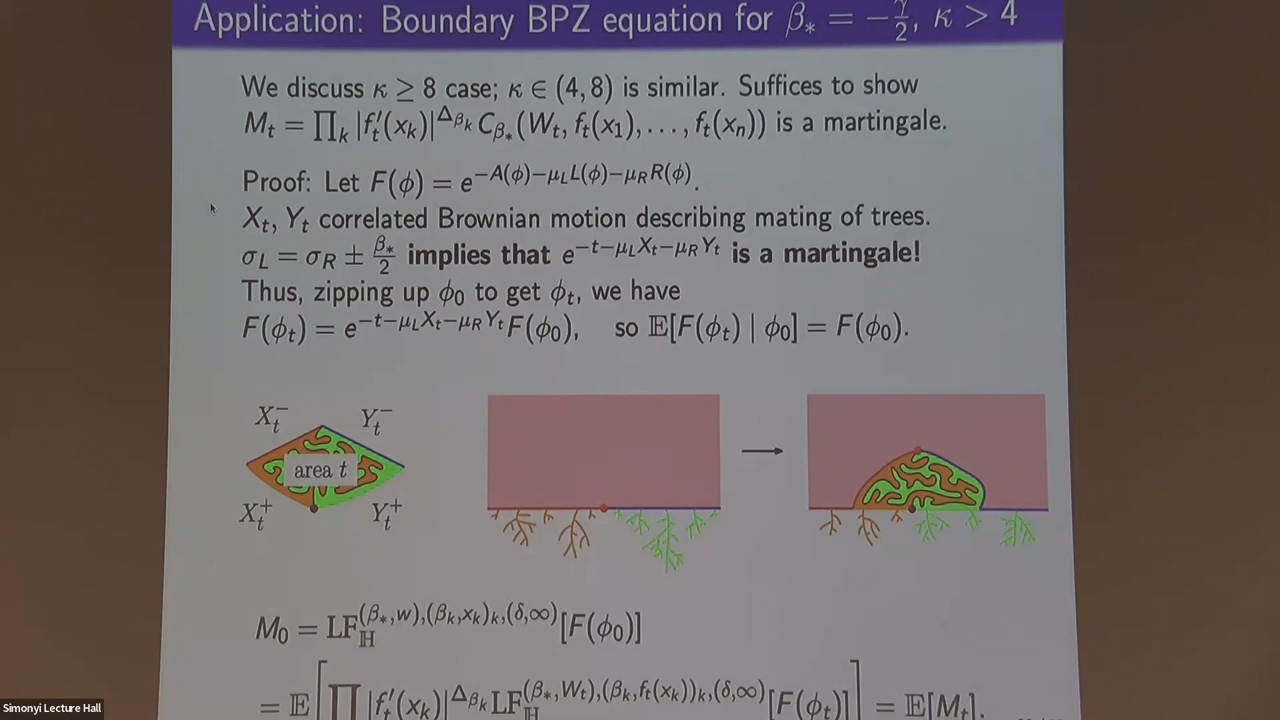 Application: Boundary BPZ equation for β_* = −γ/2, κ > 4
We discuss κ ≥ 8 case; κ ∈ (4, 8) is similar. Suffices to show
M_t = ∏_k |f_t'(x_k)|^{Δ_{β_k}} C_{β_*}(W_t, f_t(x_1), . . . , f_t(x_n)) is a martingale.
Proof: Let F(ϕ) = e^{−A(ϕ)−μ_L L(ϕ)−μ_R R(ϕ)}.
X_t, Y_t correlated Brownian motion describing mating of trees.
σ_L = σ_R ± β_*/2 implies that e^{−t−μ_L X_t−μ_R Y_t} is a martingale!
Thus, zipping up ϕ_0 to get ϕ_t, we have
F(ϕ_t) = e^{−t−μ_L X_t−μ_R Y_t} F(ϕ_0), so 𝔼[F(ϕ_t) | ϕ_0] = F(ϕ_0).
X_t^− Y_t^−
area t
X_t^+ Y_t^+
M_0 = LF_ℍ^{(β_*,w),(β_k,x_k)_k,(δ,∞)}[F(ϕ_0)]
= 𝔼[∏ |f_t'(x_k)|^{Δ_{β_k}} LF_ℍ^{(β_*,W_t),(β_k,f_t(x_k))_k,(δ,∞)}[F(ϕ_t)]] = 𝔼[M_t].
Simonyi Lecture Hall